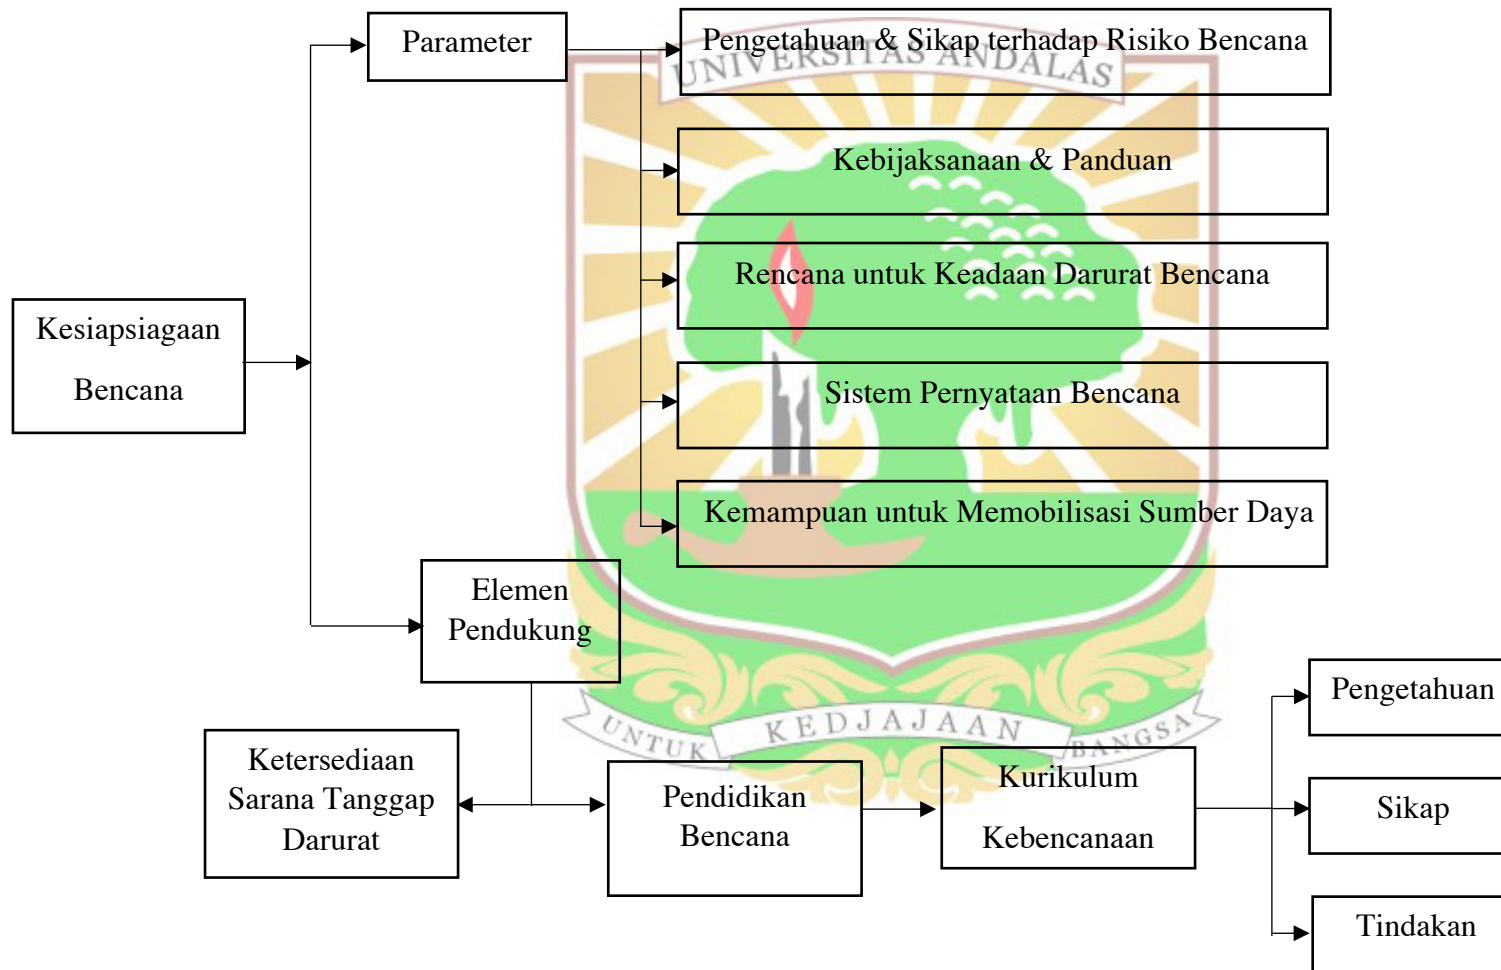 Parameter
Pengetahuan & Sikap terhadap Risiko Bencana
UNIVERSITAS ANDALAS
Kebijaksanaan & Panduan
Rencana untuk Keadaan Darurat Bencana
Kesiapsiagaan
Bencana
Sistem Pernyataan Bencana
Kemampuan untuk Memobilisasi Sumber Daya
Elemen
Pendukung
UNTUK KEDJAJAAN BANGSA
Ketersediaan
Sarana Tanggap
Darurat
Pendidikan
Bencana
Kurikulum
Kebencanaan
Pengetahuan
Sikap
Tindakan